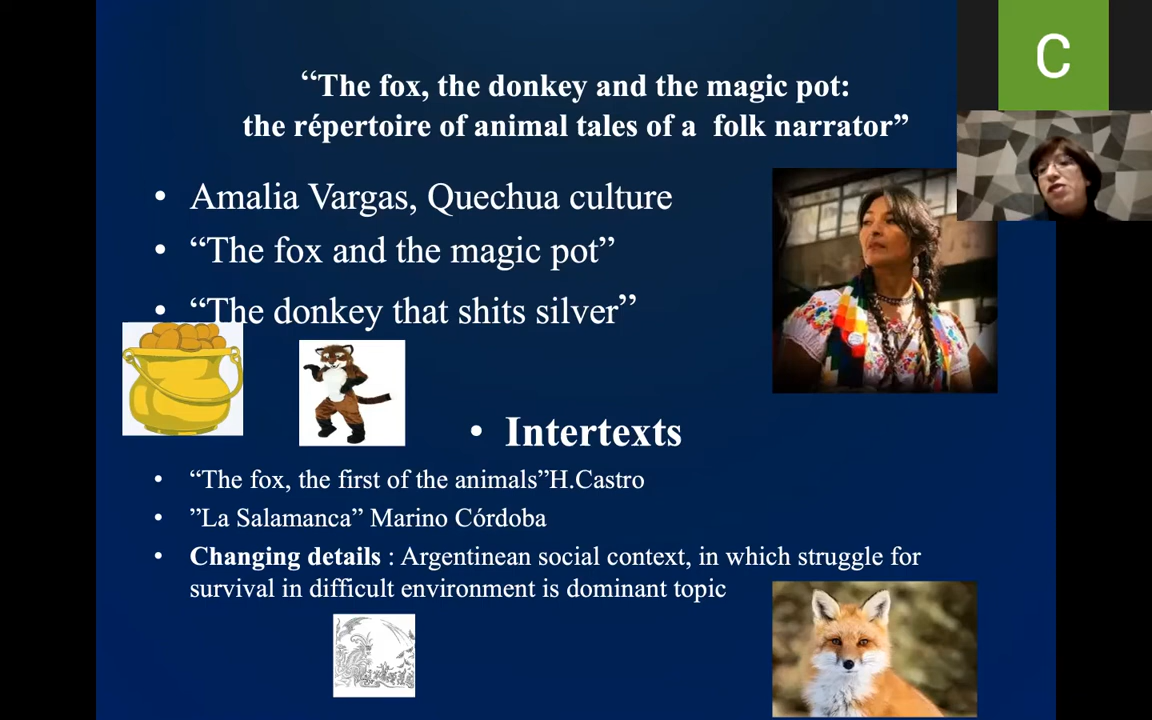 “The fox, the donkey and the magic pot:
the répertoire of animal tales of a folk narrator”
• Amalia Vargas, Quechua culture
• “The fox and the magic pot”
• “The donkey that shits silver”
• Intertexts
• “The fox, the first of the animals”H.Castro
• ”La Salamanca” Marino Córdoba
• Changing details : Argentinean social context, in which struggle for
survival in difficult environment is dominant topic
C